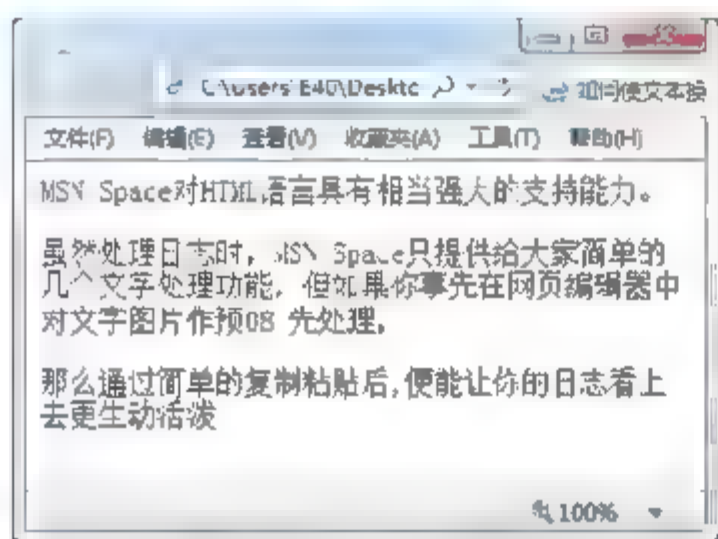 C:\Users\E40\Desktc
如何使文本换
文件(F) 编辑(E) 查看(V) 收藏夹(A) 工具(T) 帮助(H)
MSN Space对HTML语言具有相当强大的支持能力。
虽然处理日志时，MSN Space只提供给大家简单的
几个文字处理功能，但如果你事先在网页编辑器中
对文字图片作预08 先处理，
那么通过简单的复制粘贴后,便能让你的日志看上
去更生动活泼
100%